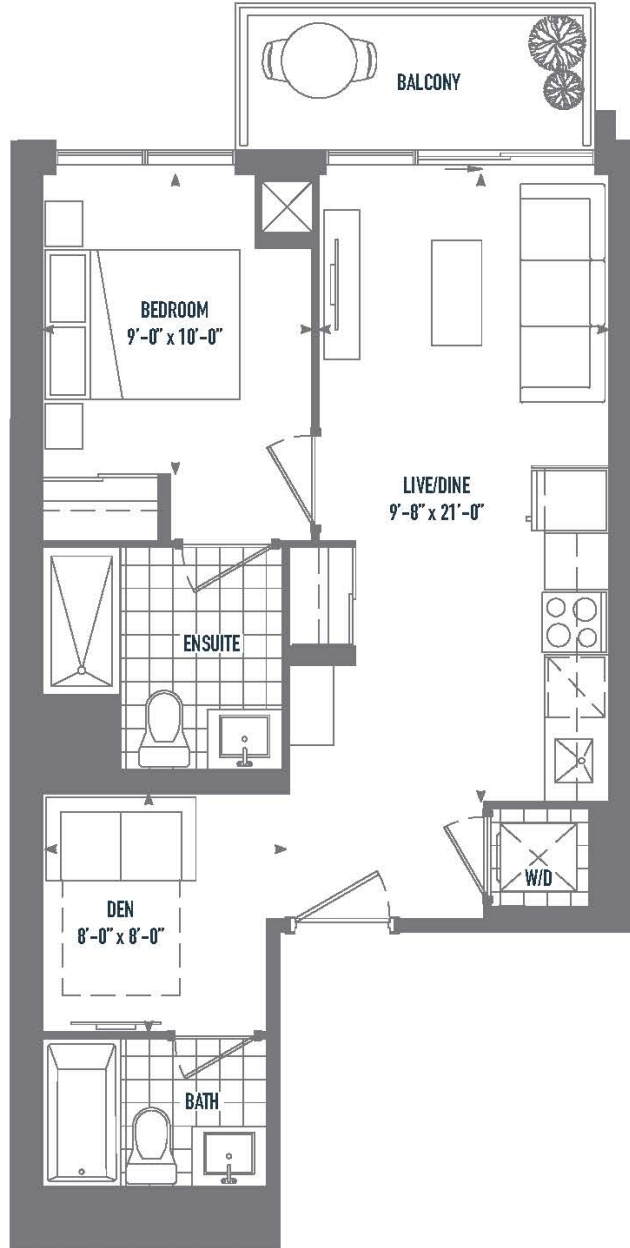 BALCONY
BEDROOM
9'-0" x 10'-0"
LIVE/DINE
9'-8" x 21'-0"
ENSUITE
W/D
DEN
8'-0" x 8'-0"
BATH